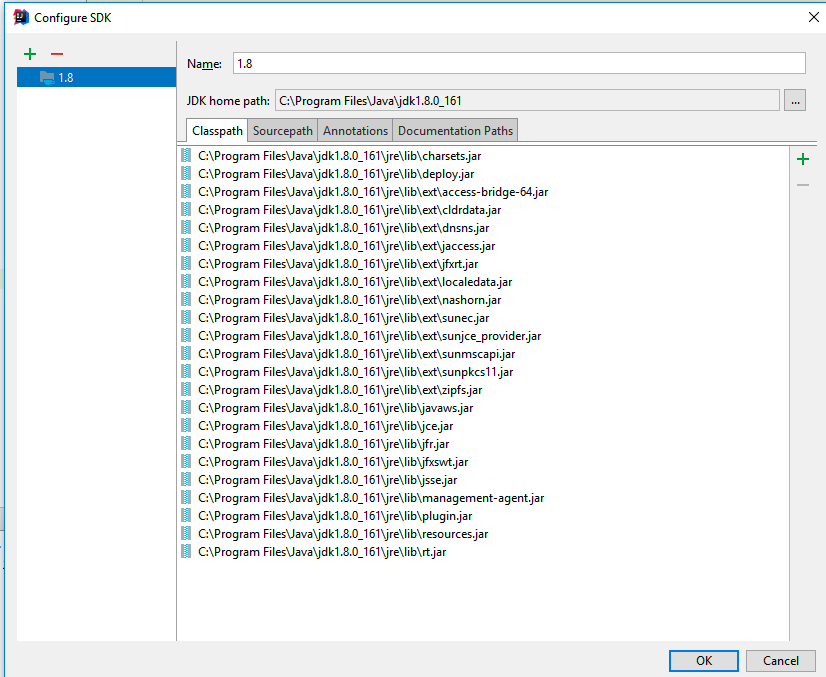 Configure SDK
1.8
Name: 1.8
JDK home path: C:\Program Files\Java\jdk1.8.0_161 ...
Classpath Sourcepath Annotations Documentation Paths
C:\Program Files\Java\jdk1.8.0_161\jre\lib\charsets.jar
C:\Program Files\Java\jdk1.8.0_161\jre\lib\deploy.jar
C:\Program Files\Java\jdk1.8.0_161\jre\lib\ext\access-bridge-64.jar
C:\Program Files\Java\jdk1.8.0_161\jre\lib\ext\cldrdata.jar
C:\Program Files\Java\jdk1.8.0_161\jre\lib\ext\dnsns.jar
C:\Program Files\Java\jdk1.8.0_161\jre\lib\ext\jaccess.jar
C:\Program Files\Java\jdk1.8.0_161\jre\lib\ext\jfxrt.jar
C:\Program Files\Java\jdk1.8.0_161\jre\lib\ext\localedata.jar
C:\Program Files\Java\jdk1.8.0_161\jre\lib\ext\nashorn.jar
C:\Program Files\Java\jdk1.8.0_161\jre\lib\ext\sunec.jar
C:\Program Files\Java\jdk1.8.0_161\jre\lib\ext\sunjce_provider.jar
C:\Program Files\Java\jdk1.8.0_161\jre\lib\ext\sunmscapi.jar
C:\Program Files\Java\jdk1.8.0_161\jre\lib\ext\sunpkcs11.jar
C:\Program Files\Java\jdk1.8.0_161\jre\lib\ext\zipfs.jar
C:\Program Files\Java\jdk1.8.0_161\jre\lib\javaws.jar
C:\Program Files\Java\jdk1.8.0_161\jre\lib\jce.jar
C:\Program Files\Java\jdk1.8.0_161\jre\lib\jfr.jar
C:\Program Files\Java\jdk1.8.0_161\jre\lib\jfxswt.jar
C:\Program Files\Java\jdk1.8.0_161\jre\lib\jsse.jar
C:\Program Files\Java\jdk1.8.0_161\jre\lib\management-agent.jar
C:\Program Files\Java\jdk1.8.0_161\jre\lib\plugin.jar
C:\Program Files\Java\jdk1.8.0_161\jre\lib\resources.jar
C:\Program Files\Java\jdk1.8.0_161\jre\lib\rt.jar
OK Cancel